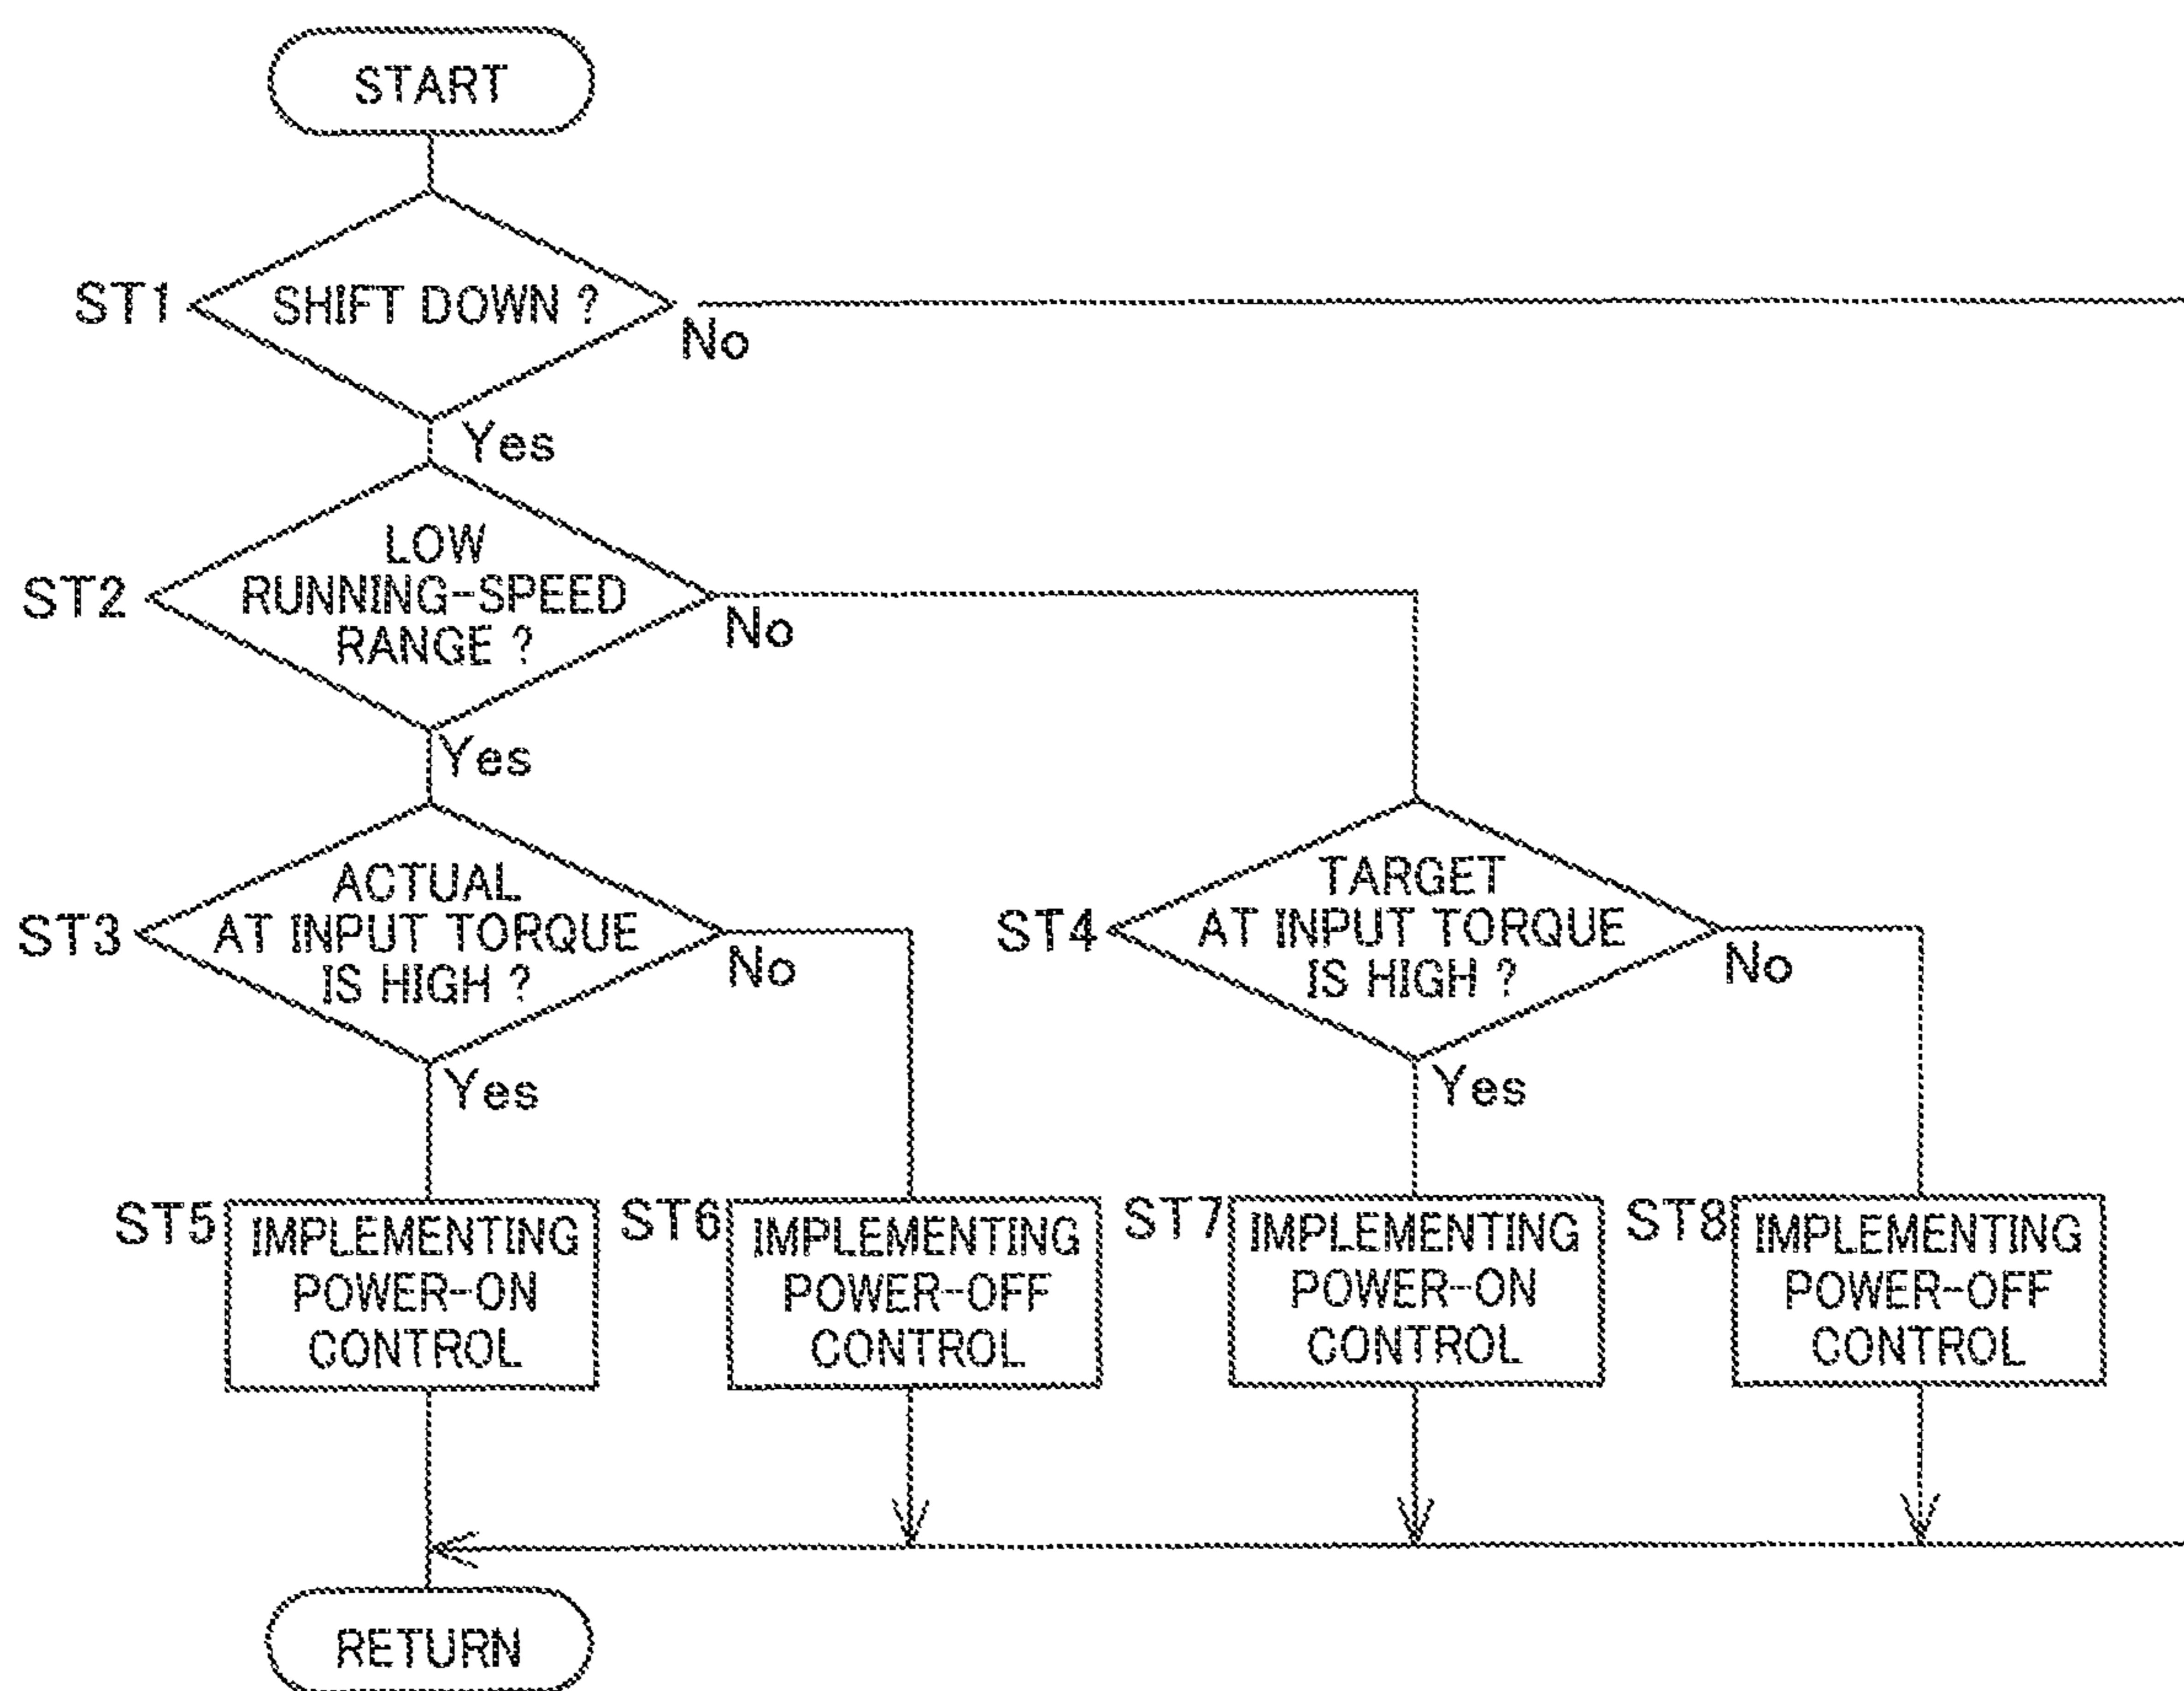 START
ST1
SHIFT DOWN ?
No
Yes
ST2
LOW
RUNNING-SPEED
RANGE ?
No
Yes
ST3
ACTUAL
AT INPUT TORQUE
IS HIGH ?
No
Yes
ST4
TARGET
AT INPUT TORQUE
IS HIGH ?
No
Yes
ST5
IMPLEMENTING
POWER-ON
CONTROL
ST6
IMPLEMENTING
POWER-OFF
CONTROL
ST7
IMPLEMENTING
POWER-ON
CONTROL
ST8
IMPLEMENTING
POWER-OFF
CONTROL
RETURN